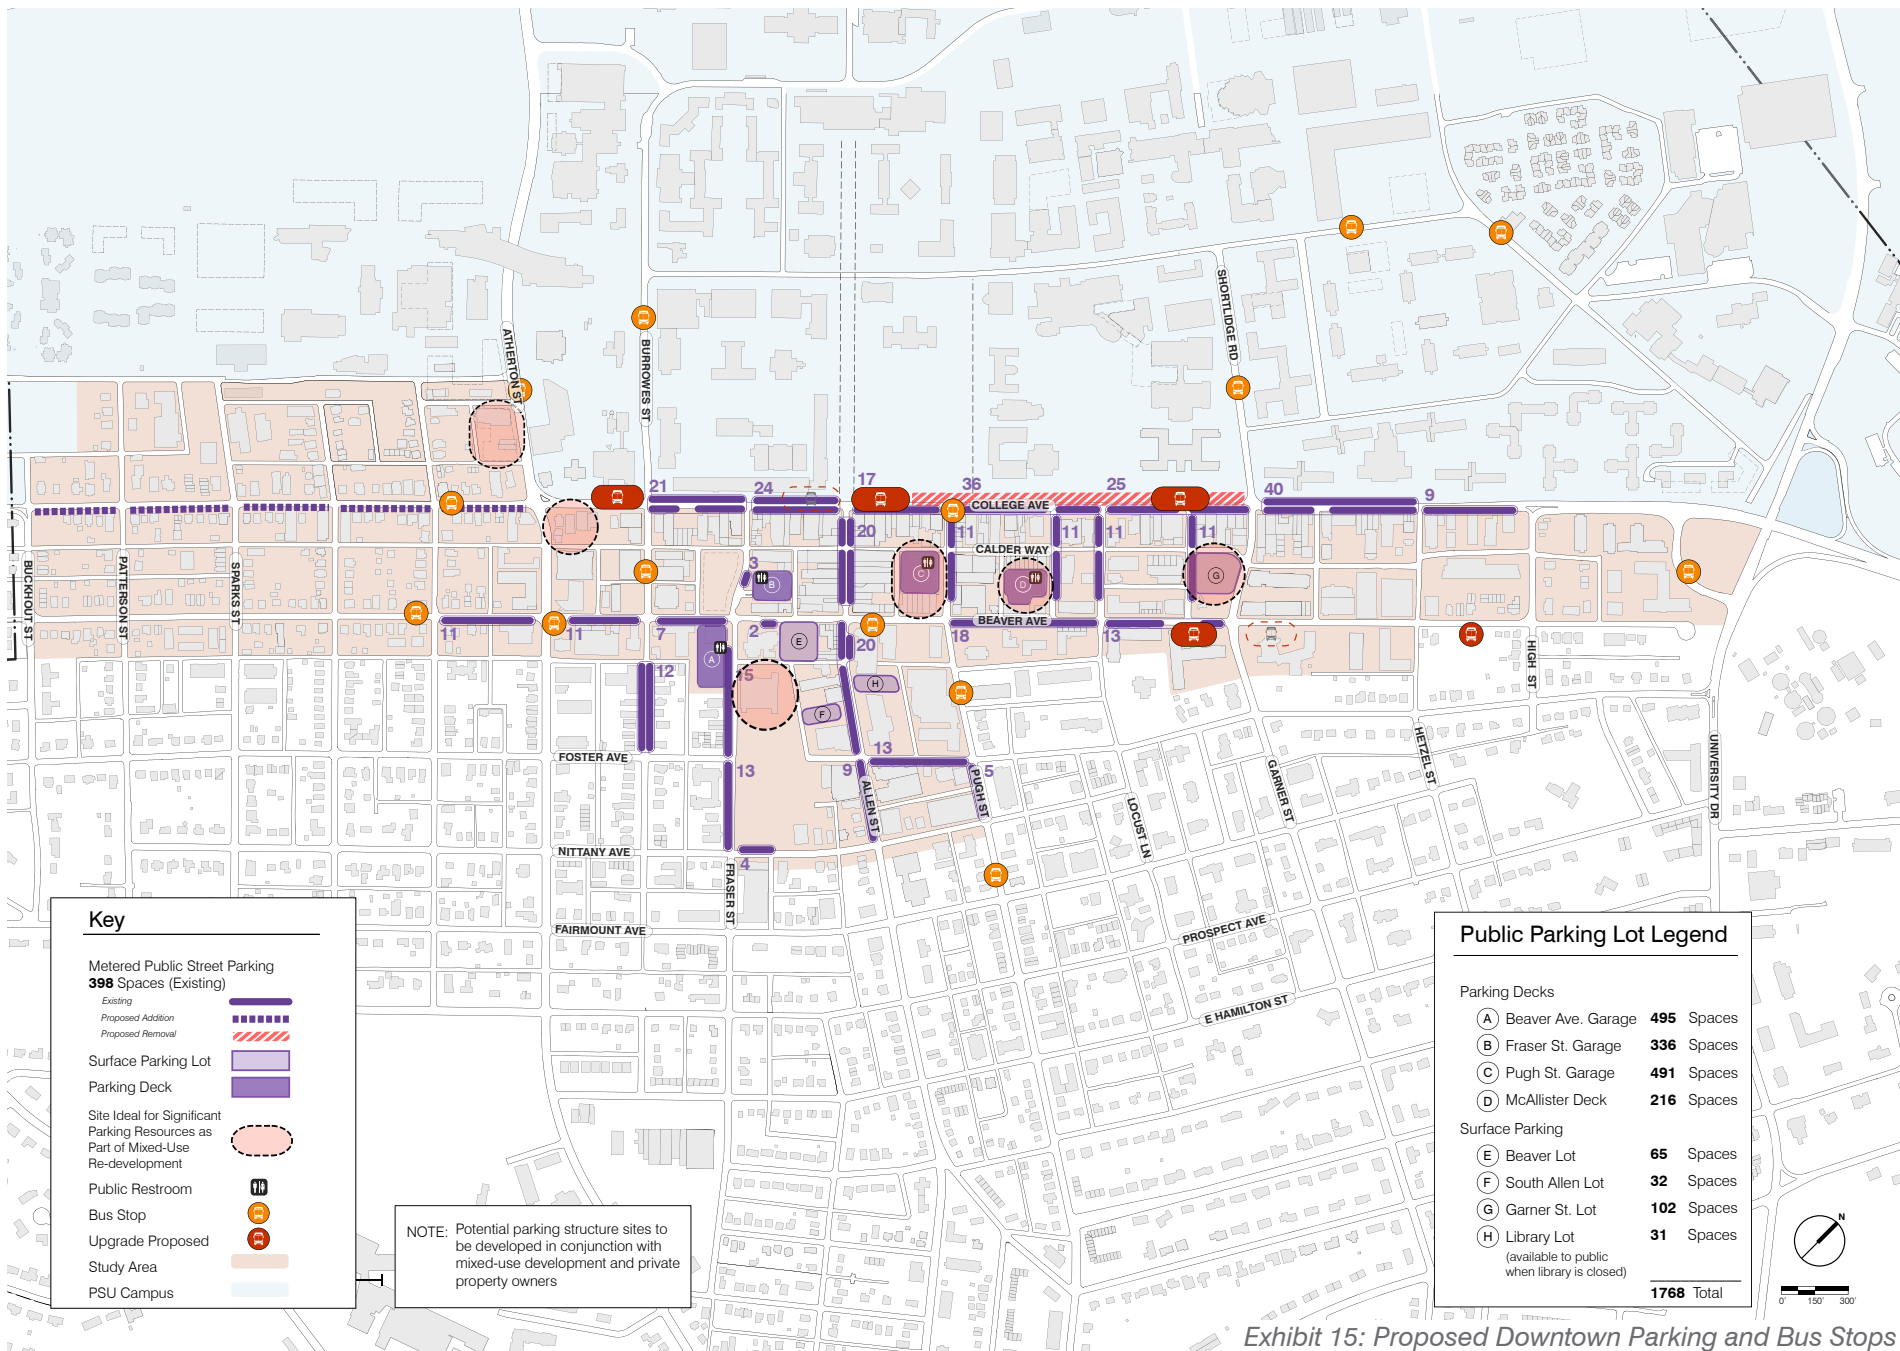 ATHERTON ST
BURROWES ST
SHORTLIDGE RD
21
24
17
36
25
40
9
COLLEGE AVE
20
11
11
11
11
CALDER WAY
BUCKHOUT ST
PATTERSON ST
SPARKS ST
3
B
C
D
G
11
11
7
2
E
20
18
BEAVER AVE
13
A
12
15
H
F
HIGH ST
FOSTER AVE
13
13
9
5
ALLEN ST
PUGH ST
LOCUST LN
GARNER ST
HETZEL ST
UNIVERSITY DR
NITTANY AVE
4
FRASER ST
FAIRMOUNT AVE
PROSPECT AVE
E HAMILTON ST
Key
Metered Public Street Parking
398 Spaces (Existing)
Existing
Proposed Addition
Proposed Removal
Surface Parking Lot
Parking Deck
Site Ideal for Significant
Parking Resources as
Part of Mixed-Use
Re-development
Public Restroom
Bus Stop
Upgrade Proposed
Study Area
PSU Campus
NOTE: Potential parking structure sites to
be developed in conjunction with
mixed-use development and private
property owners
Public Parking Lot Legend
Parking Decks
A Beaver Ave. Garage 495 Spaces
B Fraser St. Garage 336 Spaces
C Pugh St. Garage 491 Spaces
D McAllister Deck 216 Spaces
Surface Parking
E Beaver Lot 65 Spaces
F South Allen Lot 32 Spaces
G Garner St. Lot 102 Spaces
H Library Lot 31 Spaces
(available to public
when library is closed)
1768 Total
N
0' 150' 300'
Exhibit 15: Proposed Downtown Parking and Bus Stops